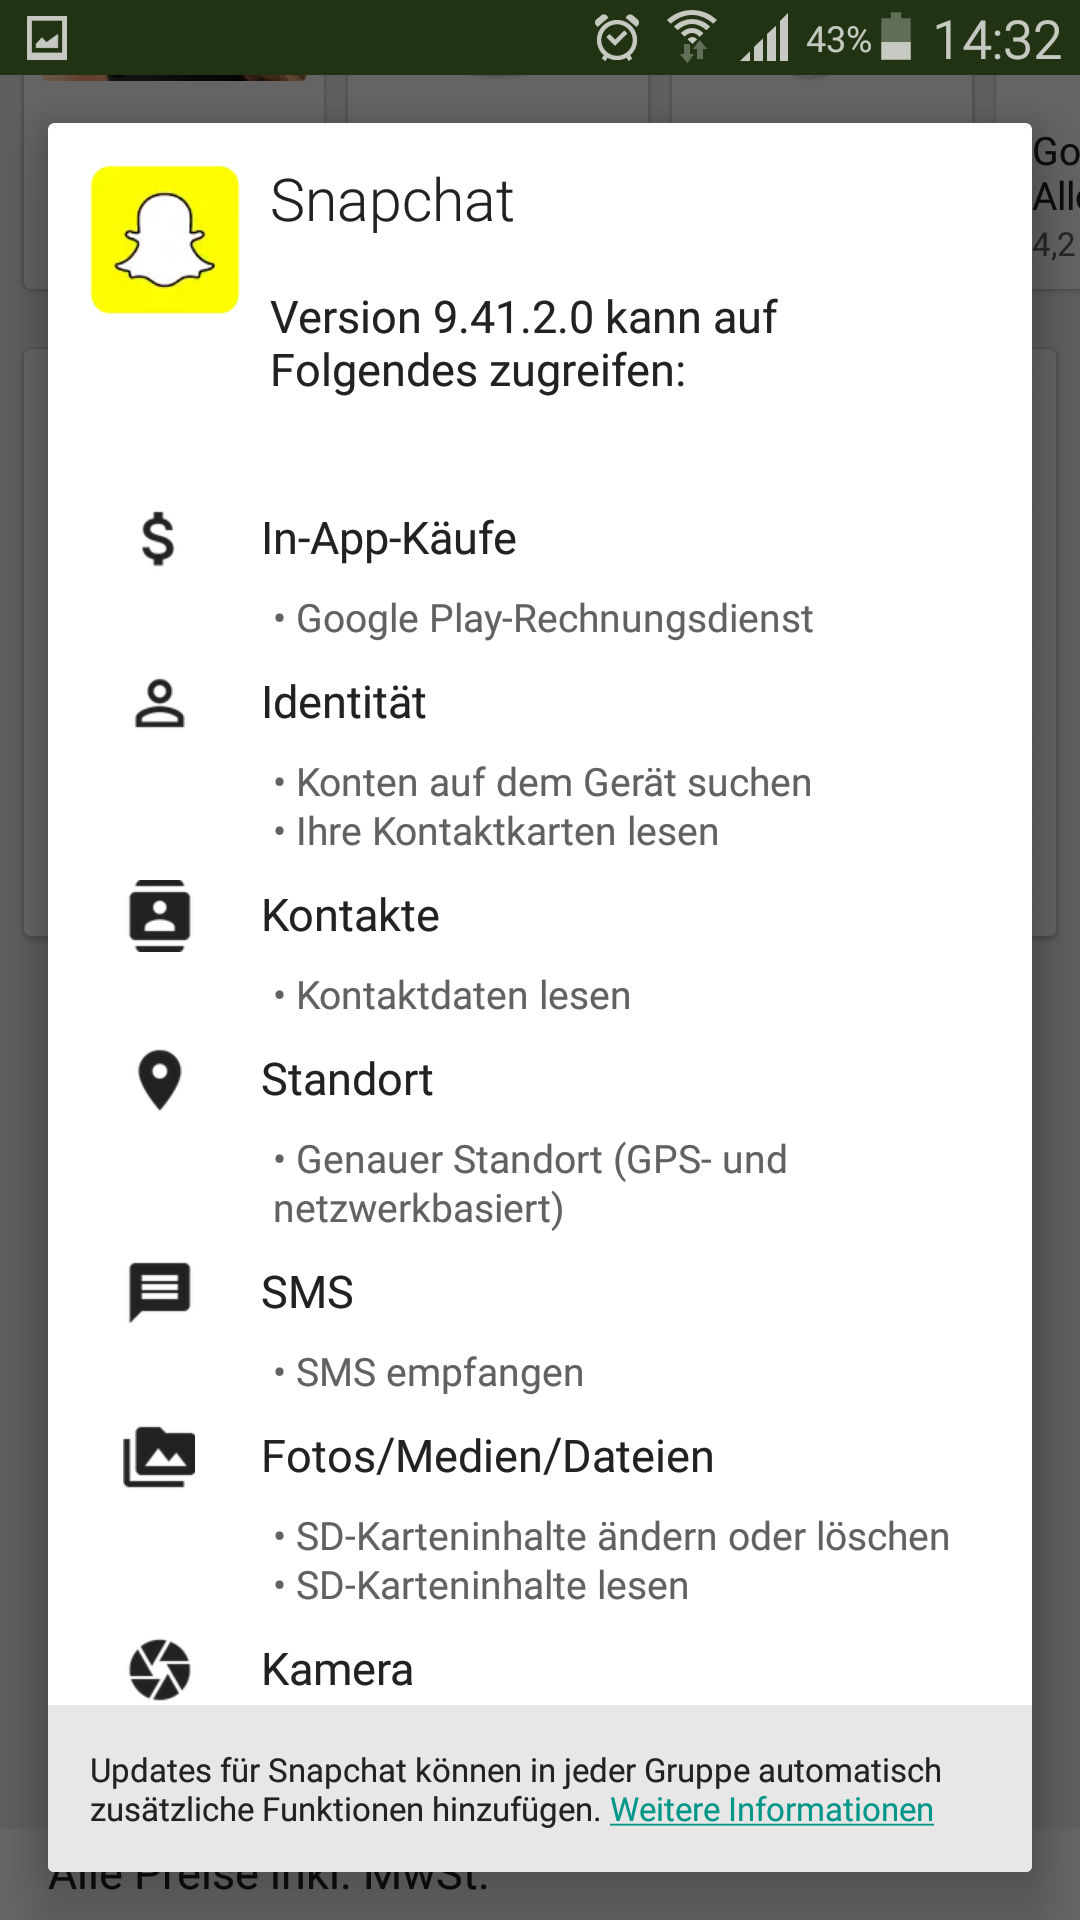 43% 14:32
Go
Alle
4,2
Snapchat
Version 9.41.2.0 kann auf
Folgendes zugreifen:
In-App-Käufe
• Google Play-Rechnungsdienst
Identität
• Konten auf dem Gerät suchen
• Ihre Kontaktkarten lesen
Kontakte
• Kontaktdaten lesen
Standort
• Genauer Standort (GPS- und
netzwerkbasiert)
SMS
• SMS empfangen
Fotos/Medien/Dateien
• SD-Karteninhalte ändern oder löschen
• SD-Karteninhalte lesen
Kamera
Updates für Snapchat können in jeder Gruppe automatisch
zusätzliche Funktionen hinzufügen. Weitere Informationen
Alle Preise inkl. MwSt.